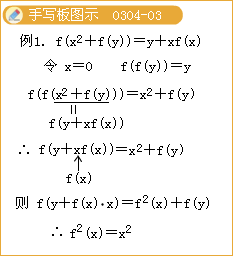 手写板图示 0304-03
例1. f(x²+f(y))=y+xf(x)
令 x=0 f(f(y))=y
f(f(x²+f(y)))=x²+f(y)
=
f(y+xf(x))
∴ f(y+xf(x))=x²+f(y)
f(x)
则 f(y+f(x)·x)=f²(x)+f(y)
∴ f²(x)=x²